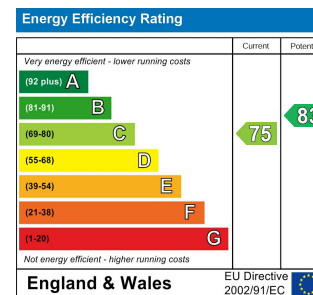 Energy Efficiency Rating
Current
Very energy efficient - lower running costs
(92 plus) A
(81-91) B
(69-80) C
(55-68) D
(39-54) E
(21-38) F
(1-20) G
75
Not energy efficient - higher running costs
England & Wales
EU Directive
2002/91/EC